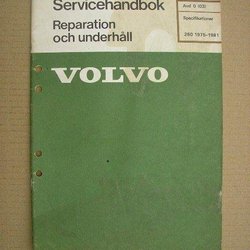 Servicehandbok
Reparation
och underhåll
Avd 0 (03)
Specifikationer
260 1975-1981
VOLVO